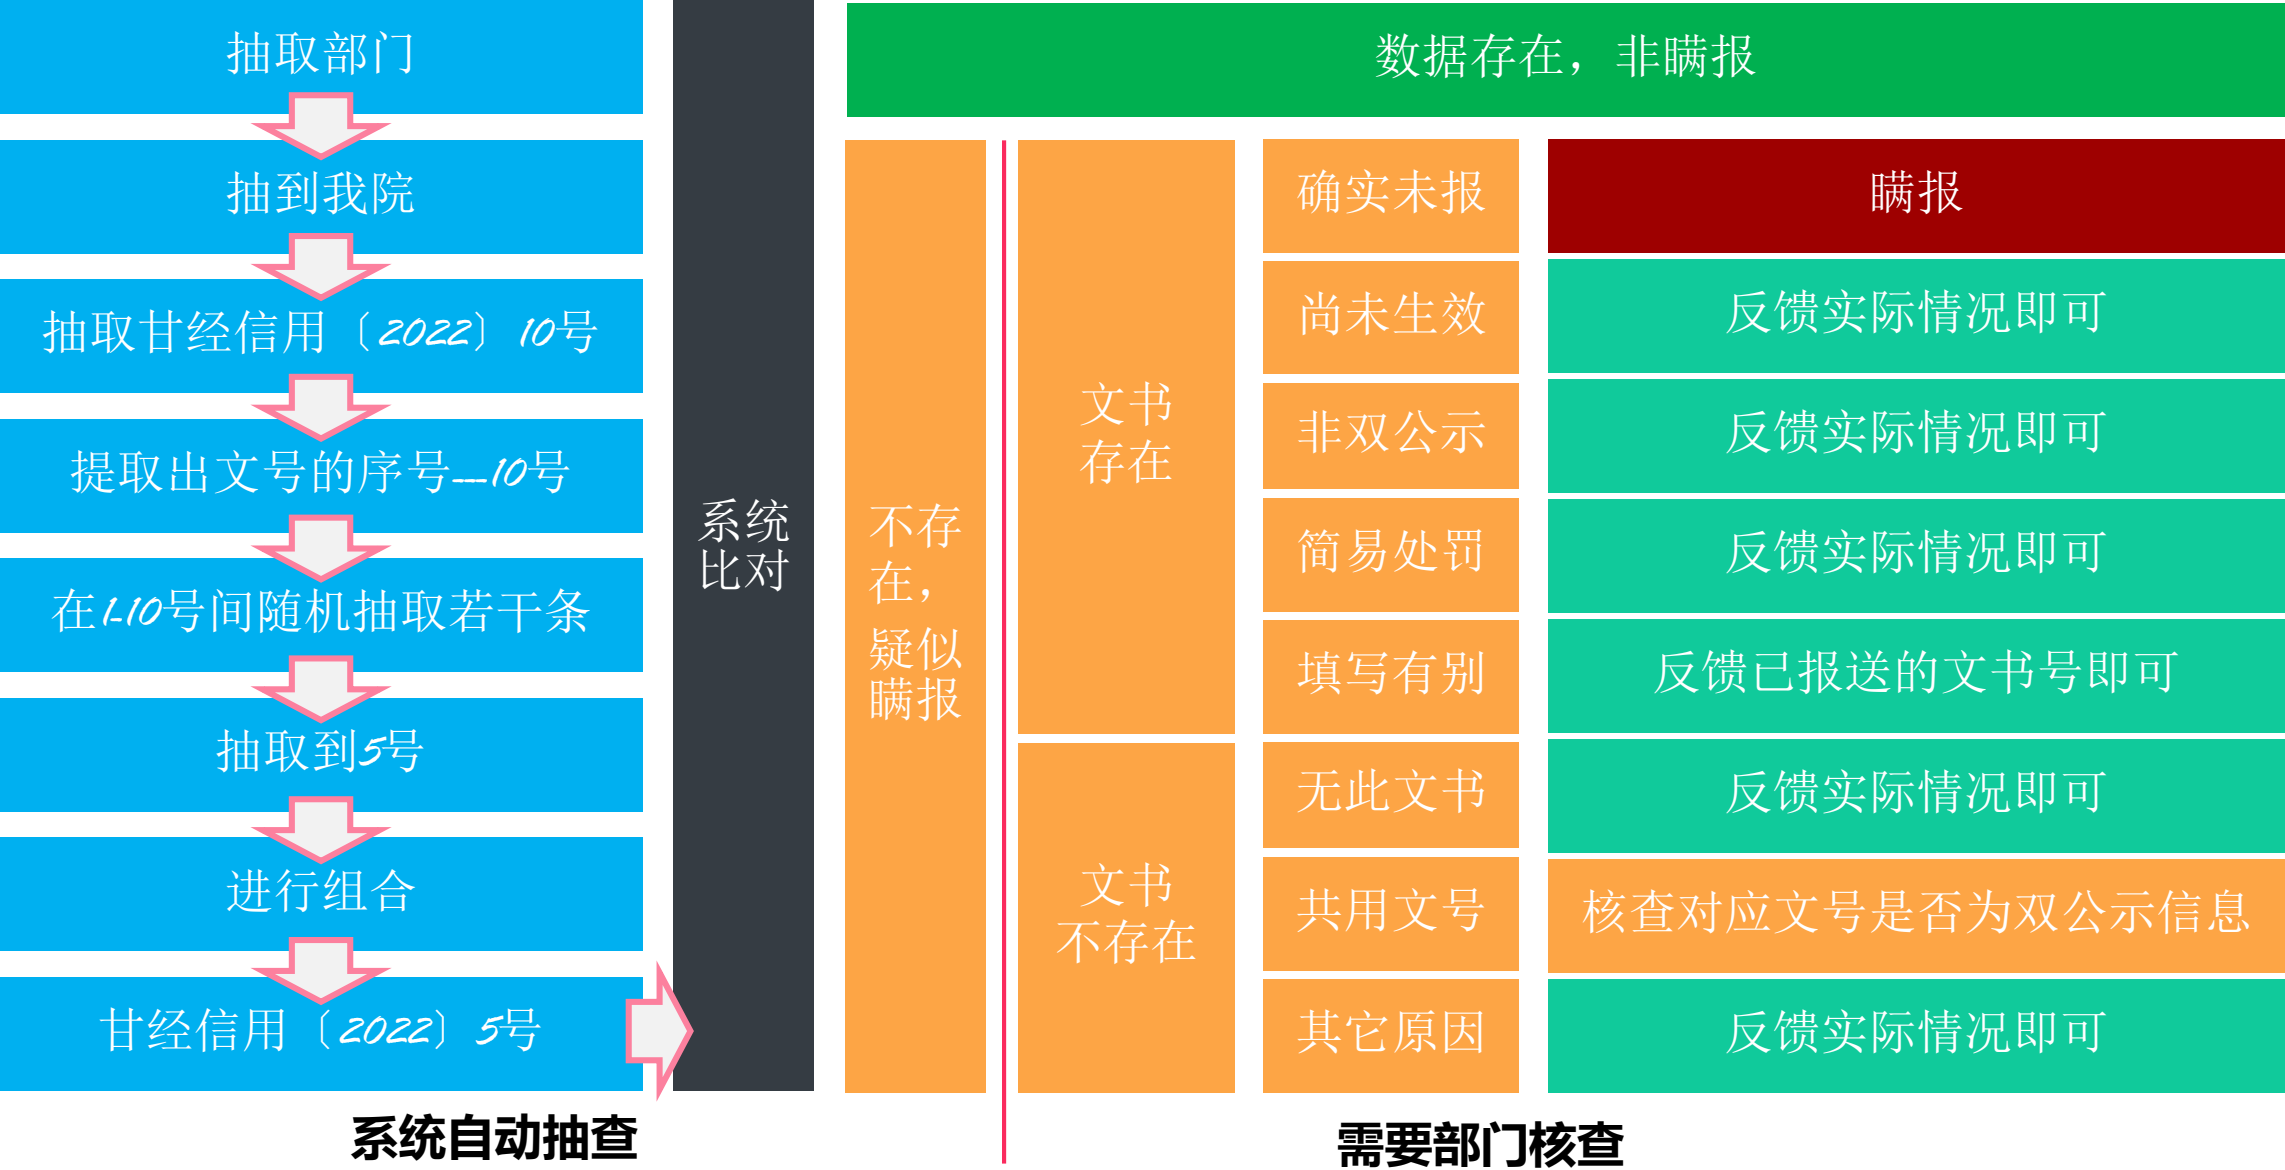 抽取部门
抽到我院
抽取甘经信用〔2022〕10号
提取出文号的序号—10号
在1-10号间随机抽取若干条
抽取到5号
进行组合
甘经信用〔2022〕5号
系统自动抽查
系统
比对
数据存在，非瞒报
不存
在，
疑似
瞒报
文书
存在
确实未报
瞒报
尚未生效
反馈实际情况即可
非双公示
反馈实际情况即可
简易处罚
反馈实际情况即可
填写有别
反馈已报送的文书号即可
文书
不存在
无此文书
反馈实际情况即可
共用文号
核查对应文号是否为双公示信息
其它原因
反馈实际情况即可
需要部门核查